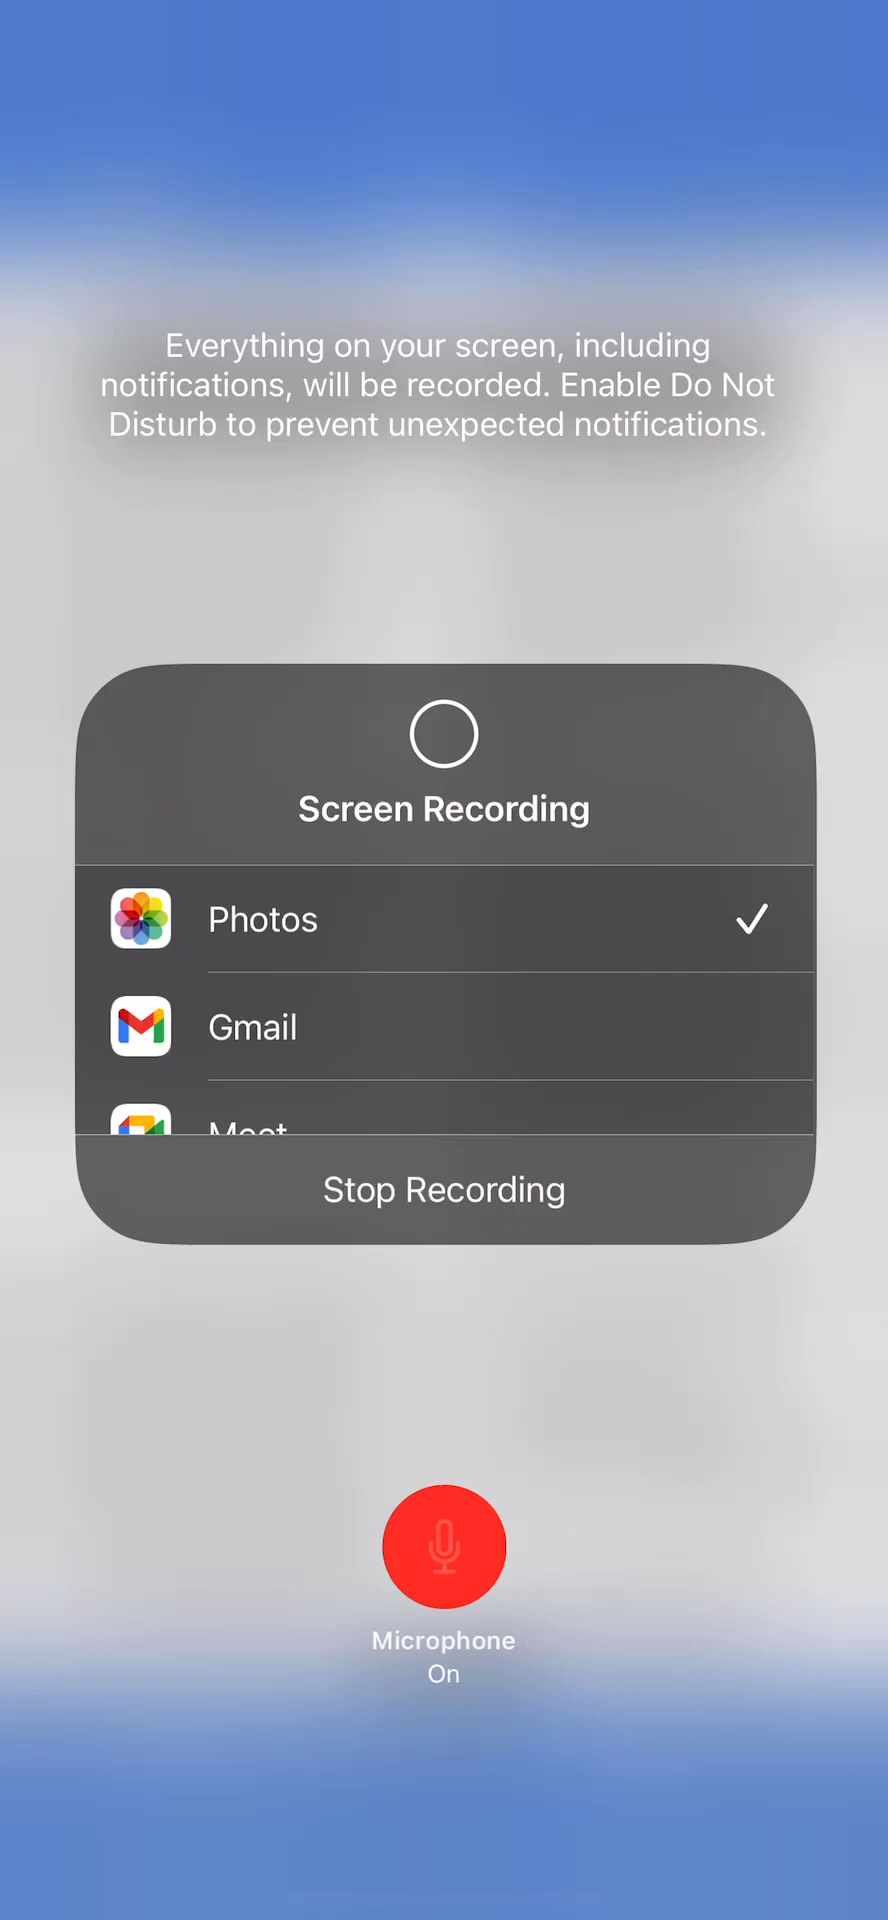 Everything on your screen, including
notifications, will be recorded. Enable Do Not
Disturb to prevent unexpected notifications.
Screen Recording
Photos
Gmail
Meet
Stop Recording
Microphone
On